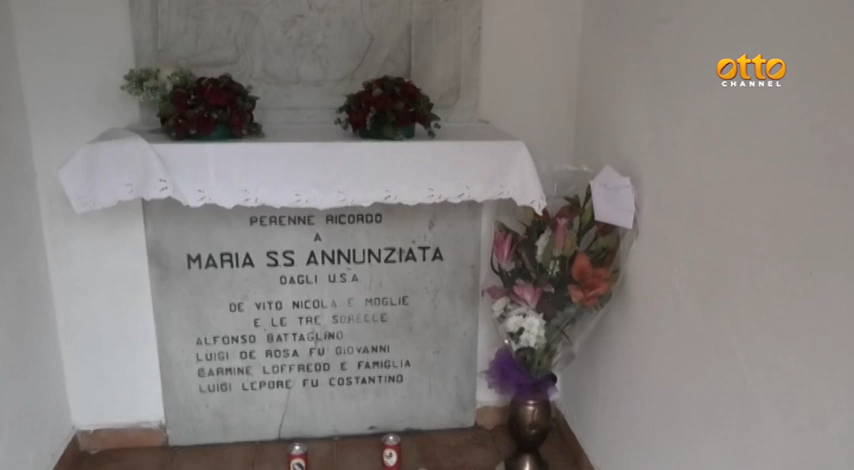 otto
CHANNEL
PERENNE RICORDO
A
MARIA S.S. ANNUNZIATA
DAGLI U.S.A.
DE VITO NICOLA E MOGLIE
E LE TRE SORELLE
ALFONSO BATTAGLINO
LUIGI DE ROSA FU GIOVANNI
CARMINE LOFFREDO E FAMIGLIA
LUIGI LEPORE FU COSTANTINO